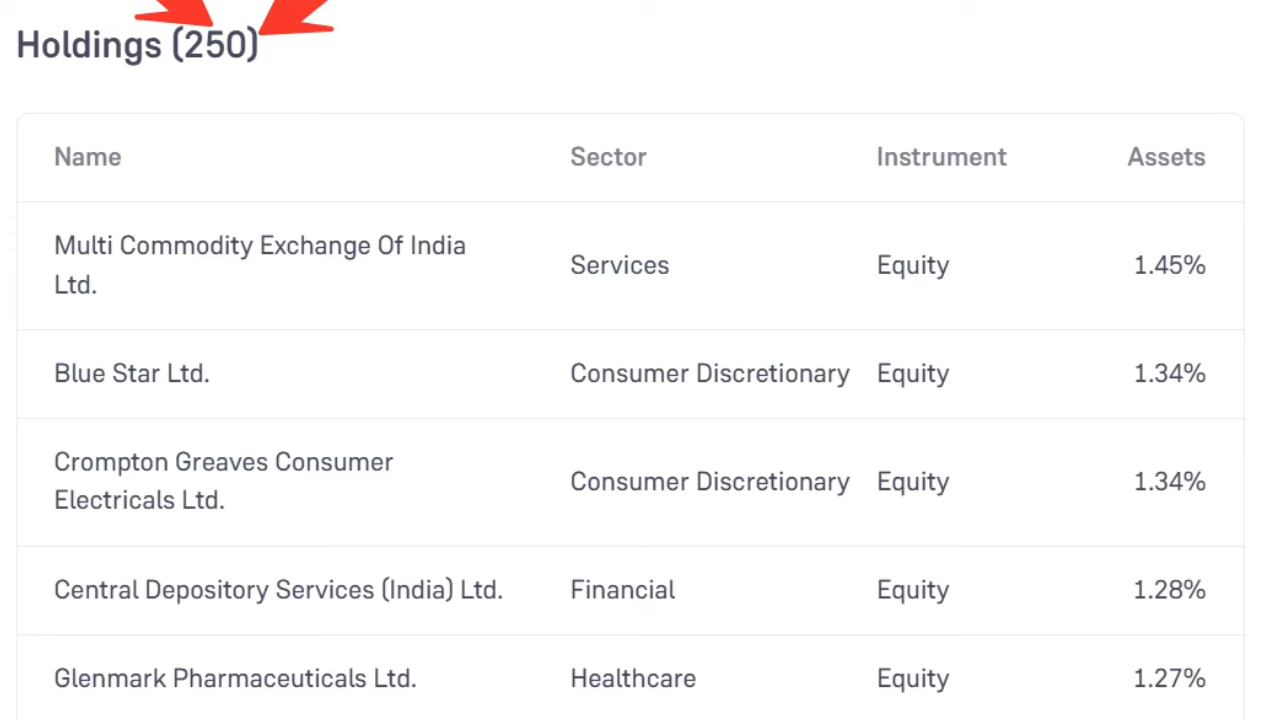 Holdings (250)
Name Sector Instrument Assets
Multi Commodity Exchange Of India
Ltd. Services Equity 1.45%
Blue Star Ltd. Consumer Discretionary Equity 1.34%
Crompton Greaves Consumer
Electricals Ltd. Consumer Discretionary Equity 1.34%
Central Depository Services (India) Ltd. Financial Equity 1.28%
Glenmark Pharmaceuticals Ltd. Healthcare Equity 1.27%